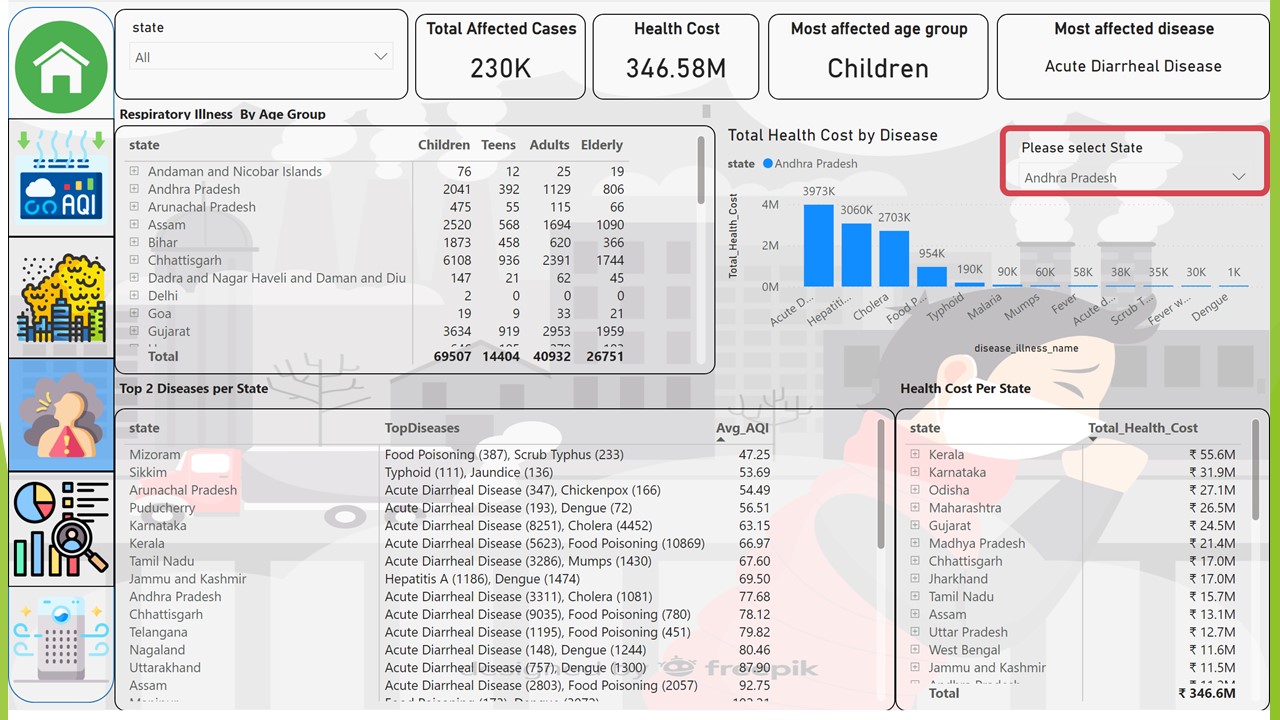 state
All
Total Affected Cases
230K
Health Cost
346.58M
Most affected age group
Children
Most affected disease
Acute Diarrheal Disease
AQI
Respiratory Illness By Age Group
state Children Teens Adults Elderly
Andaman and Nicobar Islands 76 12 25 19
Andhra Pradesh 2041 392 1129 806
Arunachal Pradesh 475 55 115 66
Assam 2520 568 1694 1090
Bihar 1873 458 620 366
Chhattisgarh 6108 936 2391 1744
Dadra and Nagar Haveli and Daman and Diu 147 21 62 45
Delhi 2 0 0 0
Goa 19 9 33 21
Gujarat 3634 919 2953 1959
Total 69507 14404 40932 26751
Total Health Cost by Disease
state Andhra Pradesh
Please select State
Andhra Pradesh
Total_Health_Cost
4M
2M
0M
3973K 3060K 2703K 954K 190K 90K 60K 58K 38K 35K 30K 1K
Acute D... Hepatiti... Cholera Food P... Typhoid Malaria Mumps Fever Acute d... Scrub T... Fever w... Dengue
disease_illness_name
Top 2 Diseases per State
state TopDiseases Avg_AQI
Mizoram Food Poisoning (387), Scrub Typhus (233) 47.25
Sikkim Typhoid (111), Jaundice (136) 53.69
Arunachal Pradesh Acute Diarrheal Disease (347), Chickenpox (166) 54.49
Puducherry Acute Diarrheal Disease (193), Dengue (72) 56.51
Karnataka Acute Diarrheal Disease (8251), Cholera (4452) 63.15
Kerala Acute Diarrheal Disease (5623), Food Poisoning (10869) 66.97
Tamil Nadu Acute Diarrheal Disease (3286), Mumps (1430) 67.60
Jammu and Kashmir Hepatitis A (1186), Dengue (1474) 69.50
Andhra Pradesh Acute Diarrheal Disease (3311), Cholera (1081) 77.68
Chhattisgarh Acute Diarrheal Disease (9035), Food Poisoning (780) 78.12
Telangana Acute Diarrheal Disease (1195), Food Poisoning (451) 79.82
Nagaland Acute Diarrheal Disease (148), Dengue (1244) 80.46
Uttarakhand Acute Diarrheal Disease (757), Dengue (1300) 87.90
Assam Acute Diarrheal Disease (2803), Food Poisoning (2057) 92.75
designed by freepik
Health Cost Per State
state Total_Health_Cost
Kerala ₹ 55.6M
Karnataka ₹ 31.9M
Odisha ₹ 27.1M
Maharashtra ₹ 26.5M
Gujarat ₹ 24.5M
Madhya Pradesh ₹ 21.4M
Chhattisgarh ₹ 17.0M
Jharkhand ₹ 17.0M
Tamil Nadu ₹ 15.7M
Assam ₹ 13.1M
Uttar Pradesh ₹ 12.7M
West Bengal ₹ 11.6M
Jammu and Kashmir ₹ 11.5M
Total ₹ 346.6M